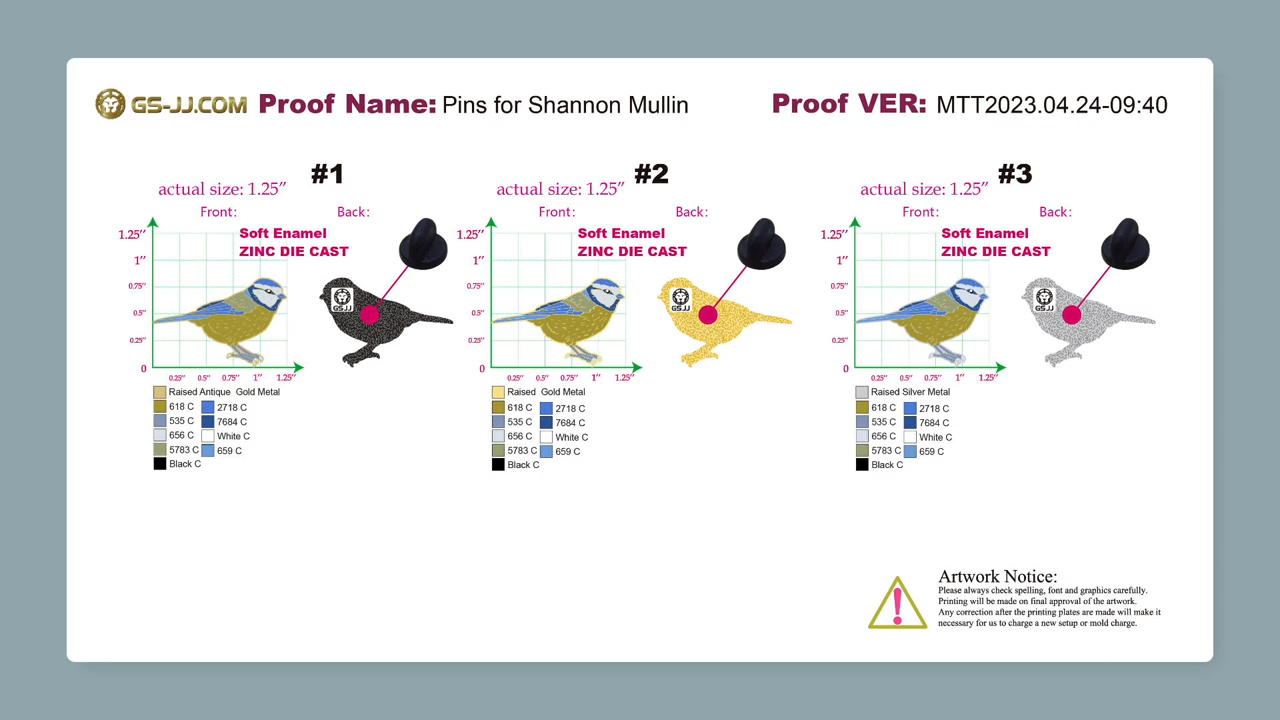 GS-JJ.COM Proof Name: Pins for Shannon Mullin Proof VER: MTT2023.04.24-09:40
#1
actual size: 1.25″
Front: Back:
Soft Enamel
ZINC DIE CAST
1.25″
1″
0.75″
0.5″
0.25″
0
0.25″ 0.5″ 0.75″ 1″ 1.25″
GSJJ
Raised Antique Gold Metal
618 C 2718 C
535 C 7684 C
656 C White C
5783 C 659 C
Black C
#2
actual size: 1.25″
Front: Back:
Soft Enamel
ZINC DIE CAST
1.25″
1″
0.75″
0.5″
0.25″
0
0.25″ 0.5″ 0.75″ 1″ 1.25″
GSJJ
Raised Gold Metal
618 C 2718 C
535 C 7684 C
656 C White C
5783 C 659 C
Black C
#3
actual size: 1.25″
Front: Back:
Soft Enamel
ZINC DIE CAST
1.25″
1″
0.75″
0.5″
0.25″
0
0.25″ 0.5″ 0.75″ 1″ 1.25″
GSJJ
Raised Silver Metal
618 C 2718 C
535 C 7684 C
656 C White C
5783 C 659 C
Black C
Artwork Notice:
Please always check spelling, font and graphics carefully.
Printing will be made on final approval of the artwork.
Any correction after the printing plates are made will make it
necessary for us to charge a new setup or mold charge.